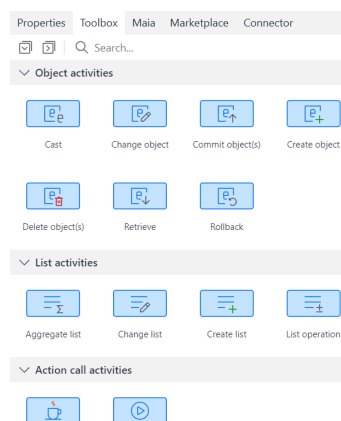 Properties Toolbox Maia Marketplace Connector
Search...
Object activities
Cast Change object Commit object(s) Create object
Delete object(s) Retrieve Rollback
List activities
Aggregate list Change list Create list List operation
Action call activities